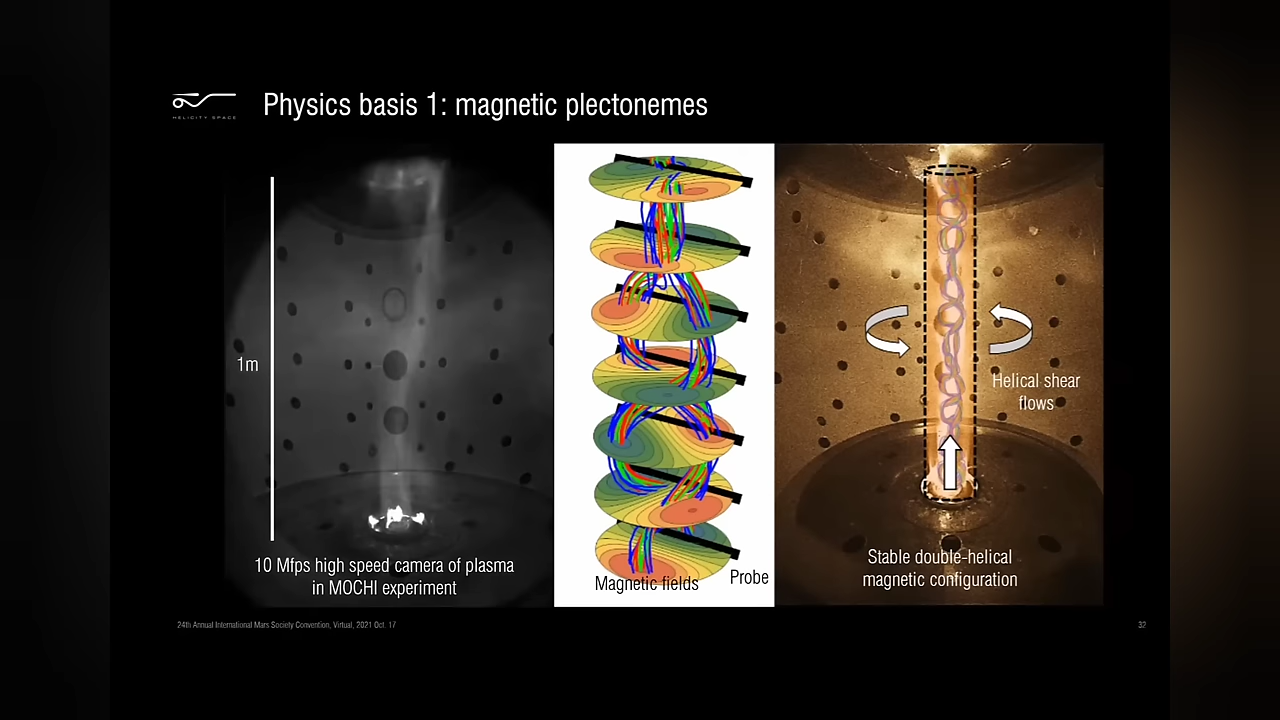 Physics basis 1: magnetic plectonemes
HELICITY SPACE
1m
10 Mfps high speed camera of plasma
in MOCHI experiment
Magnetic fields
Probe
Helical shear
flows
Stable double-helical
magnetic configuration
24th Annual International Mars Society Convention, Virtual, 2021 Oct. 17
32